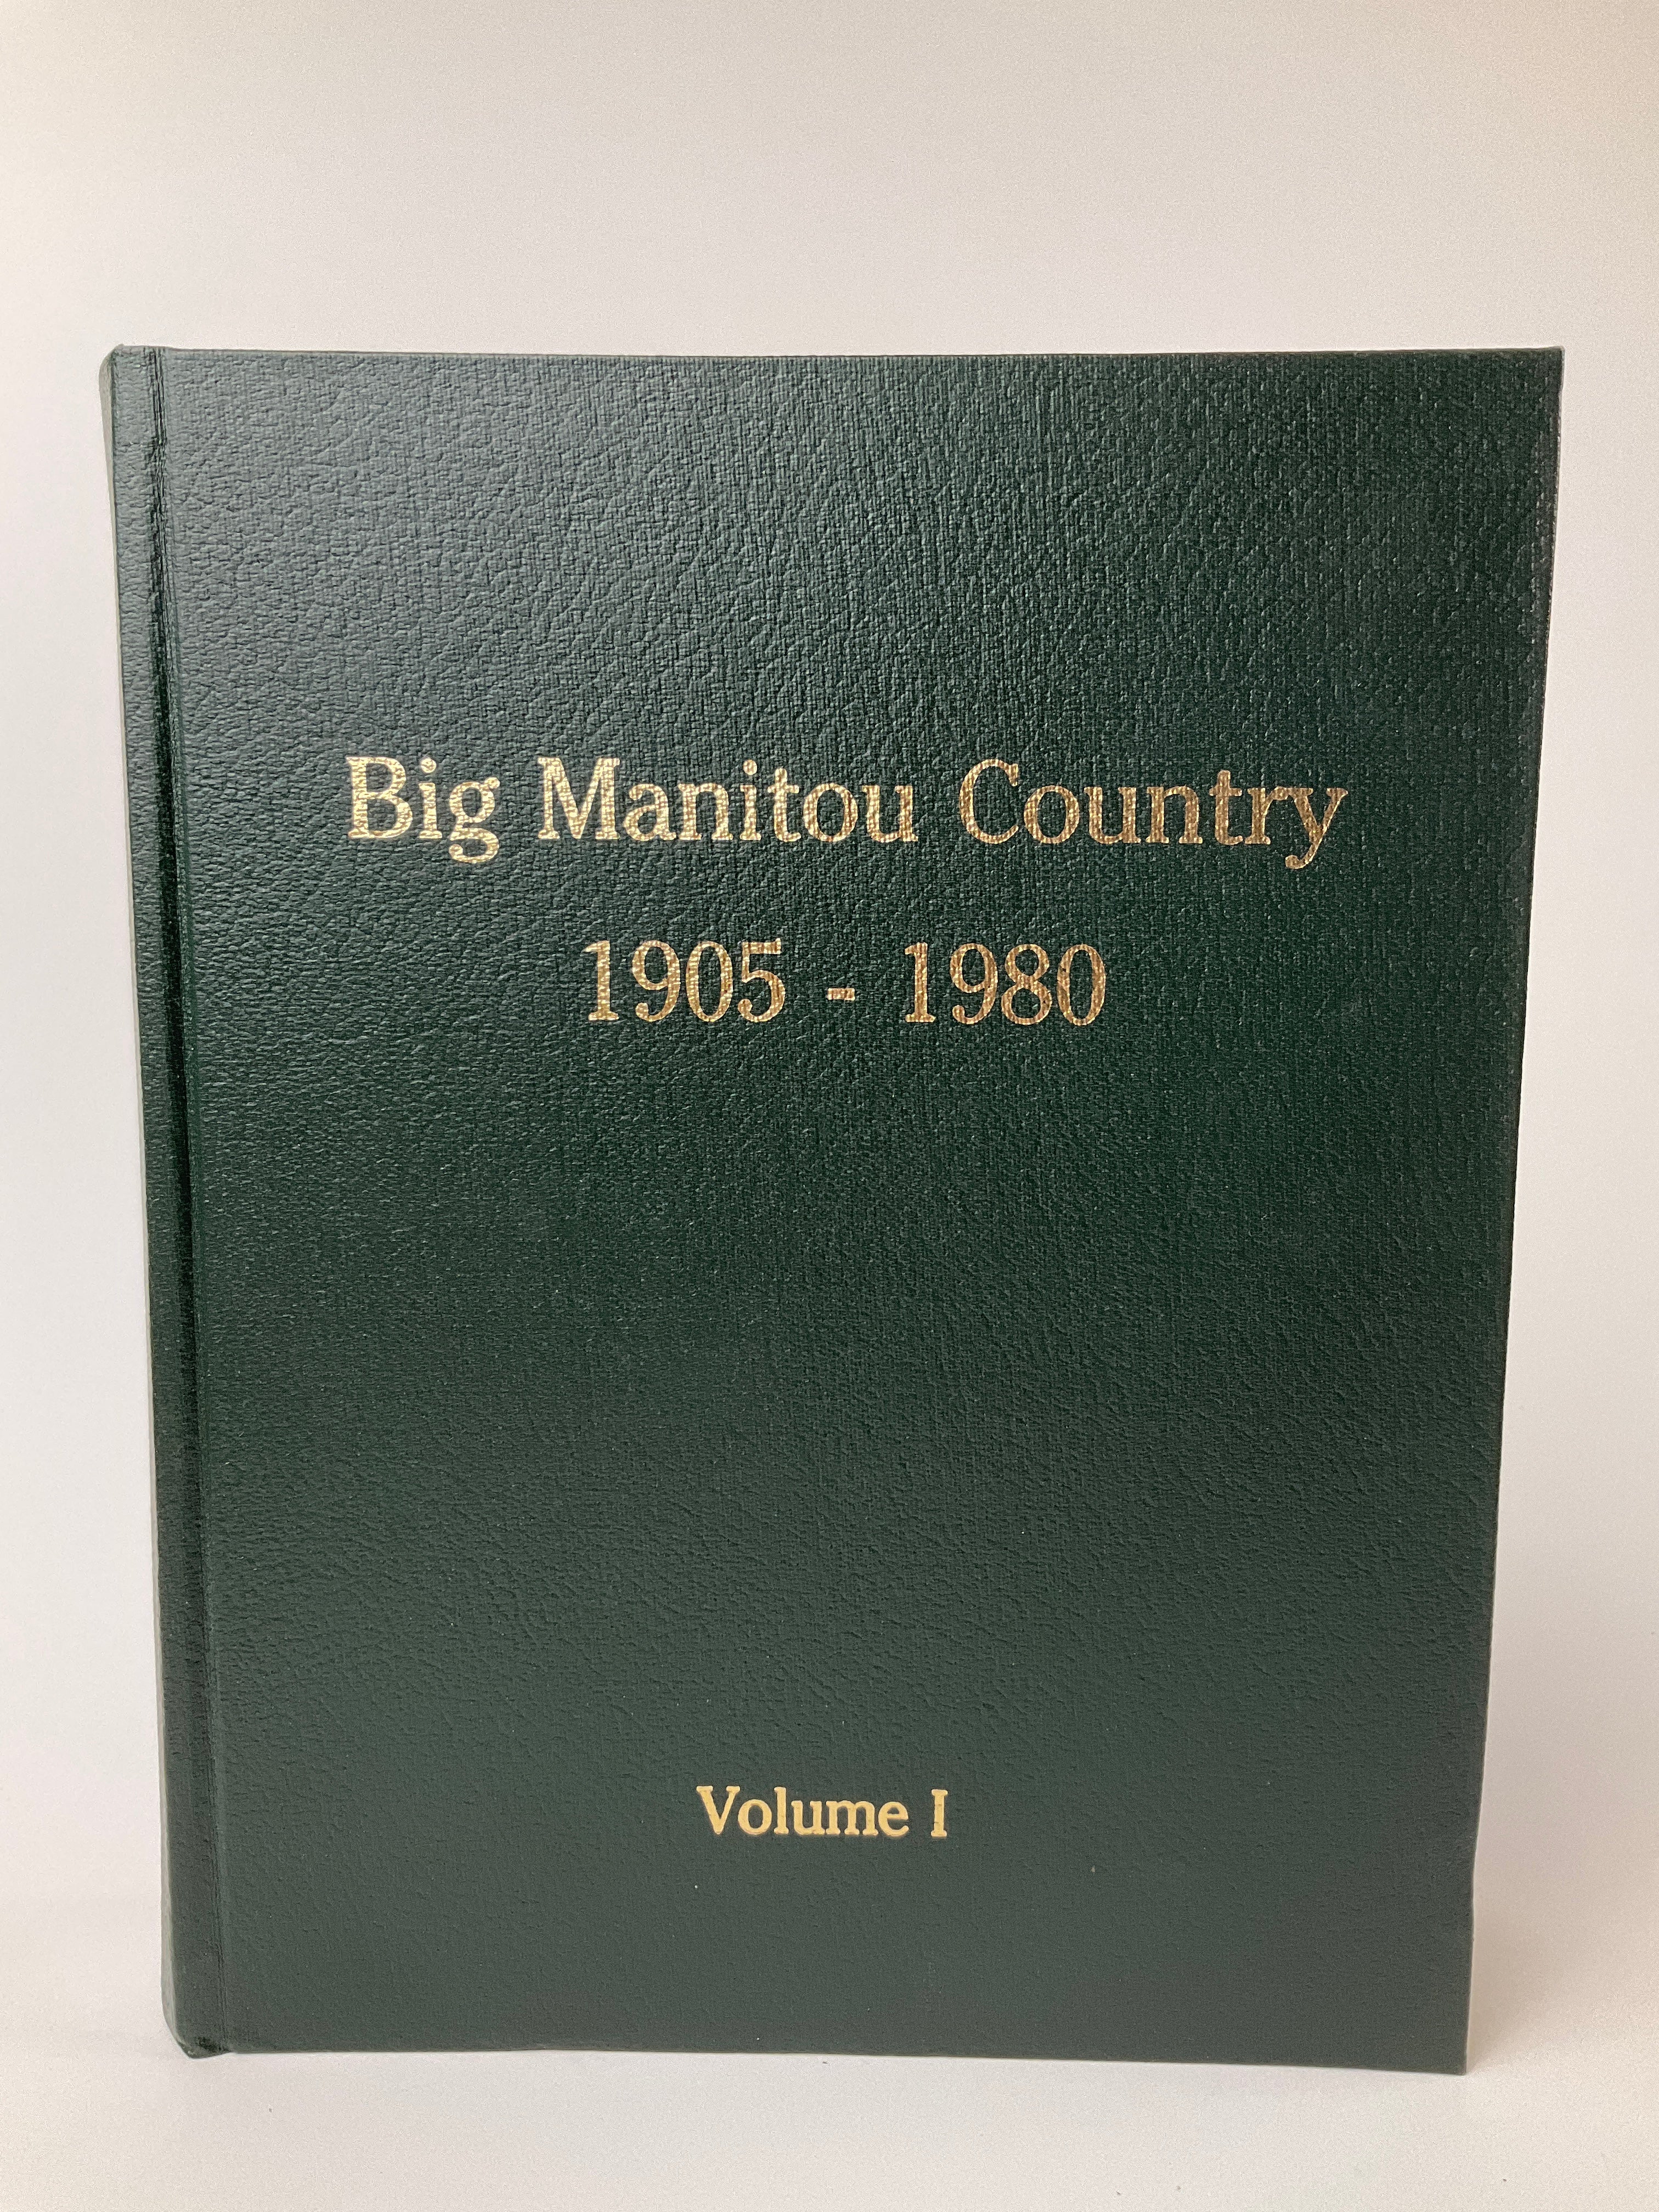 Big Manitou Country
1905 - 1980
Volume I